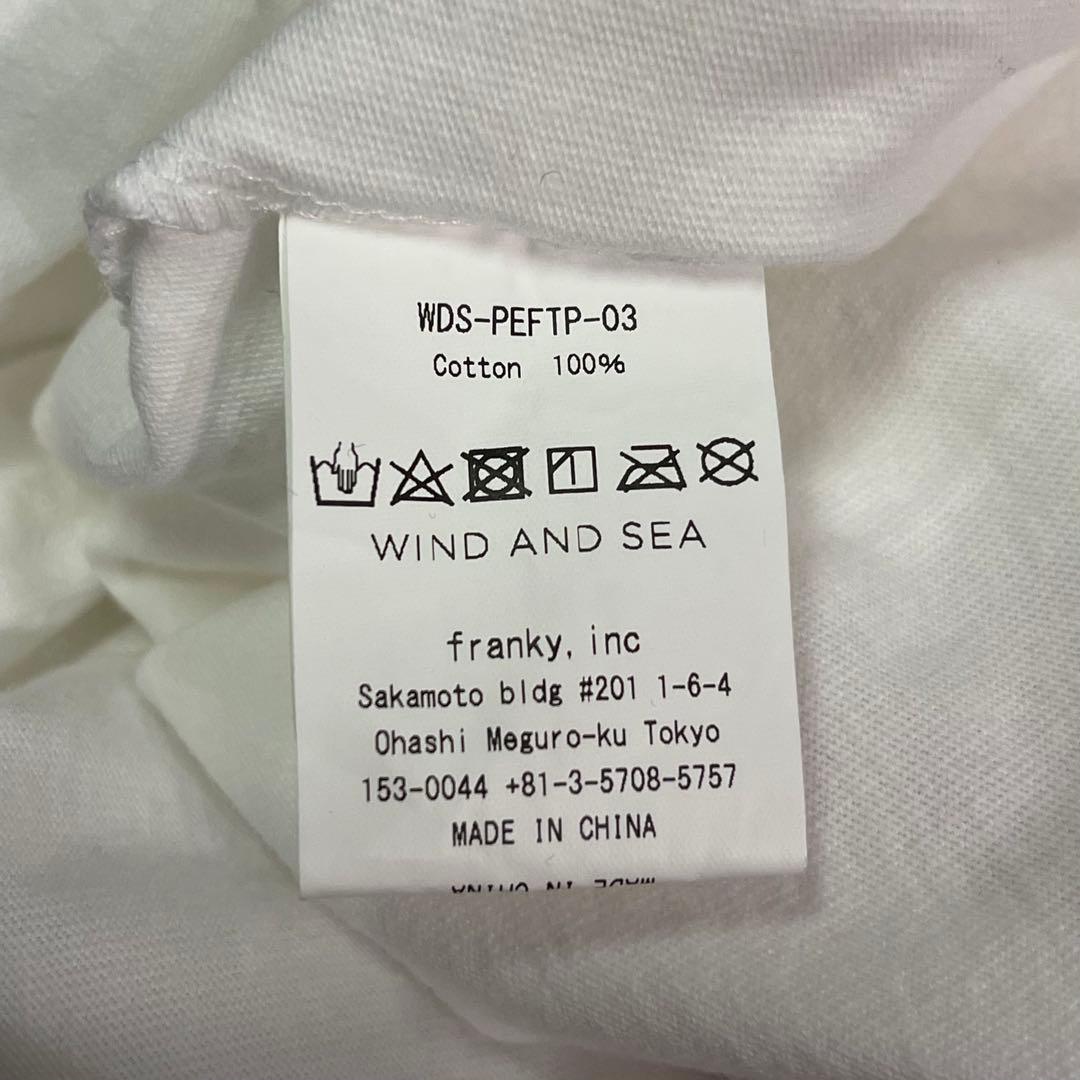 WDS-PEFTP-03
Cotton 100%
WIND AND SEA
franky, inc
Sakamoto bldg #201 1-6-4
Ohashi Meguro-ku Tokyo
153-0044 +81-3-5708-5757
MADE IN CHINA